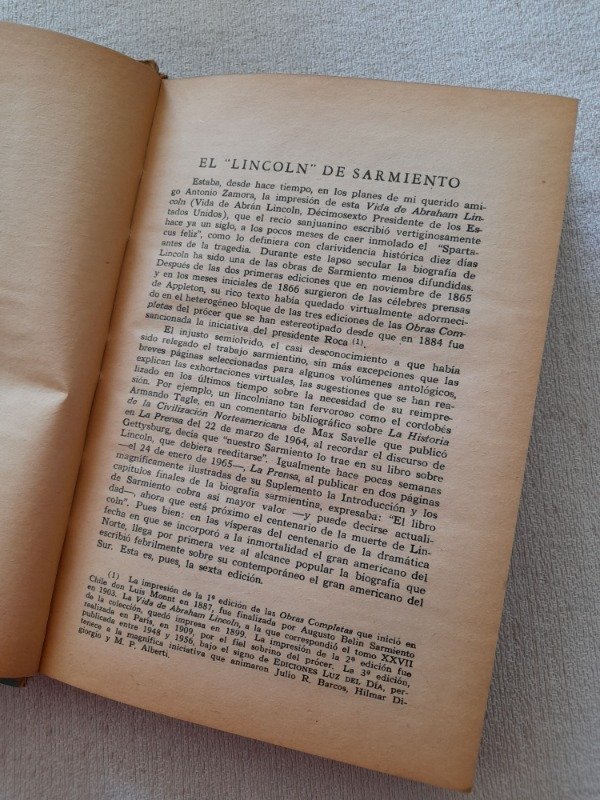 EL "LINCOLN" DE SARMIENTO
Estaba, desde hace tiempo, en los planes de mi querido ami-
go Antonio Zamora, la impresión de esta Vida de Abraham Lin-
coln (Vida de Abrán Lincoln, Décimosexto Presidente de los Es-
tados Unidos), que el recio sanjuanino escribió vertiginosamente
hace ya un siglo, a los pocos meses de caer inmolado el "Sparta-
cus feliz", como lo definiera con clarividencia histórica diez días
antes de la tragedia. Durante este lapso secular la biografía de
Lincoln ha sido una de las obras de Sarmiento menos difundidas.
Después de las dos primeras ediciones que en noviembre de 1865
y en los meses iniciales de 1866 surgieron de las célebres prensas
de Appleton, su rico texto había quedado virtualmente adormeci-
do en el heterogéneo bloque de las tres ediciones de las Obras Com-
pletas del prócer que se han estereotipado desde que en 1884 fue
sancionada la iniciativa del presidente Roca (1).
El injusto semiolvido, el casi desconocimiento a que había
sido relegado el trabajo sarmientino, sin más excepciones que las
breves páginas seleccionadas para algunos volúmenes antológicos,
explican las exhortaciones virtuales, las sugestiones que se han rea-
lizado en los últimos tiempo sobre la necesidad de su reimpre-
sión. Por ejemplo, un lincolniano tan fervoroso como el cordobés
Armando Tagle, en un comentario bibliográfico sobre La Historia
de la Civilización Norteamericana de Max Savelle que publicó
en La Prensa del 22 de marzo de 1964, al recordar el discurso de
Gettysburg, decía que "nuestro Sarmiento lo trae en su libro sobre
Lincoln, que debiera reeditarse". Igualmente hace pocas semanas
—el 24 de enero de 1965—, La Prensa, al publicar en dos páginas
magníficamente ilustradas de su Suplemento la Introducción y los
capítulos finales de la biografía sarmientina, expresaba: "El libro
de Sarmiento cobra así mayor valor —y puede decirse actuali-
dad—, ahora que está próximo el centenario de la muerte de Lin-
coln". Pues bien: en las vísperas del centenario de la dramática
fecha en que se incorporó a la inmortalidad el gran americano del
Norte, llega por primera vez al alcance popular la biografía que
escribió febrilmente sobre su contemporáneo el gran americano del
Sur. Esta es, pues, la sexta edición.
(1) La impresión de la 1ª edición de las Obras Completas que inició en
Chile don Luis Monnt en 1887, fue finalizada por Augusto Belin Sarmiento
en 1903. La Vida de Abraham Lincoln, a la que correspondió el tomo XXVII
de la colección, quedó impresa en 1899. La impresión de la 2ª edición fue
realizada en París, en 1909, por el fiel sobrino del prócer. La 3ª edición,
publicada entre 1948 y 1956, bajo el signo de EDICIONES LUZ DEL DÍA, per-
tenece a la magnífica iniciativa que animaron Julio R. Barcos, Hilmar Di-
giorgio y M. P. Alberti.